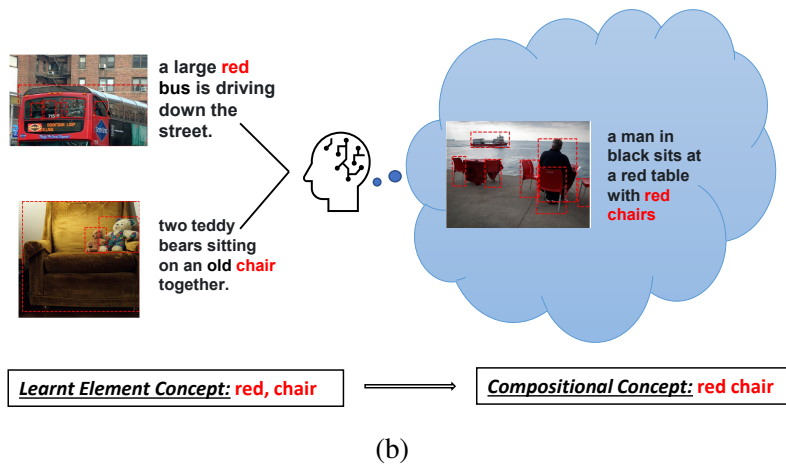 a large red
bus is driving
down the
street.
two teddy
bears sitting
on an old chair
together.
a man in
black sits at
a red table
with red
chairs
Learnt Element Concept: red, chair
Compositional Concept: red chair
(b)